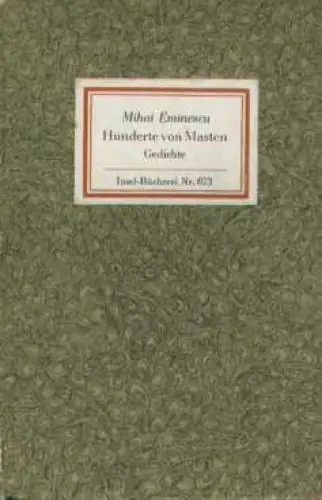 Mihai Eminescu
Hunderte von Masten
Gedichte
Insel-Bücherei Nr. 673